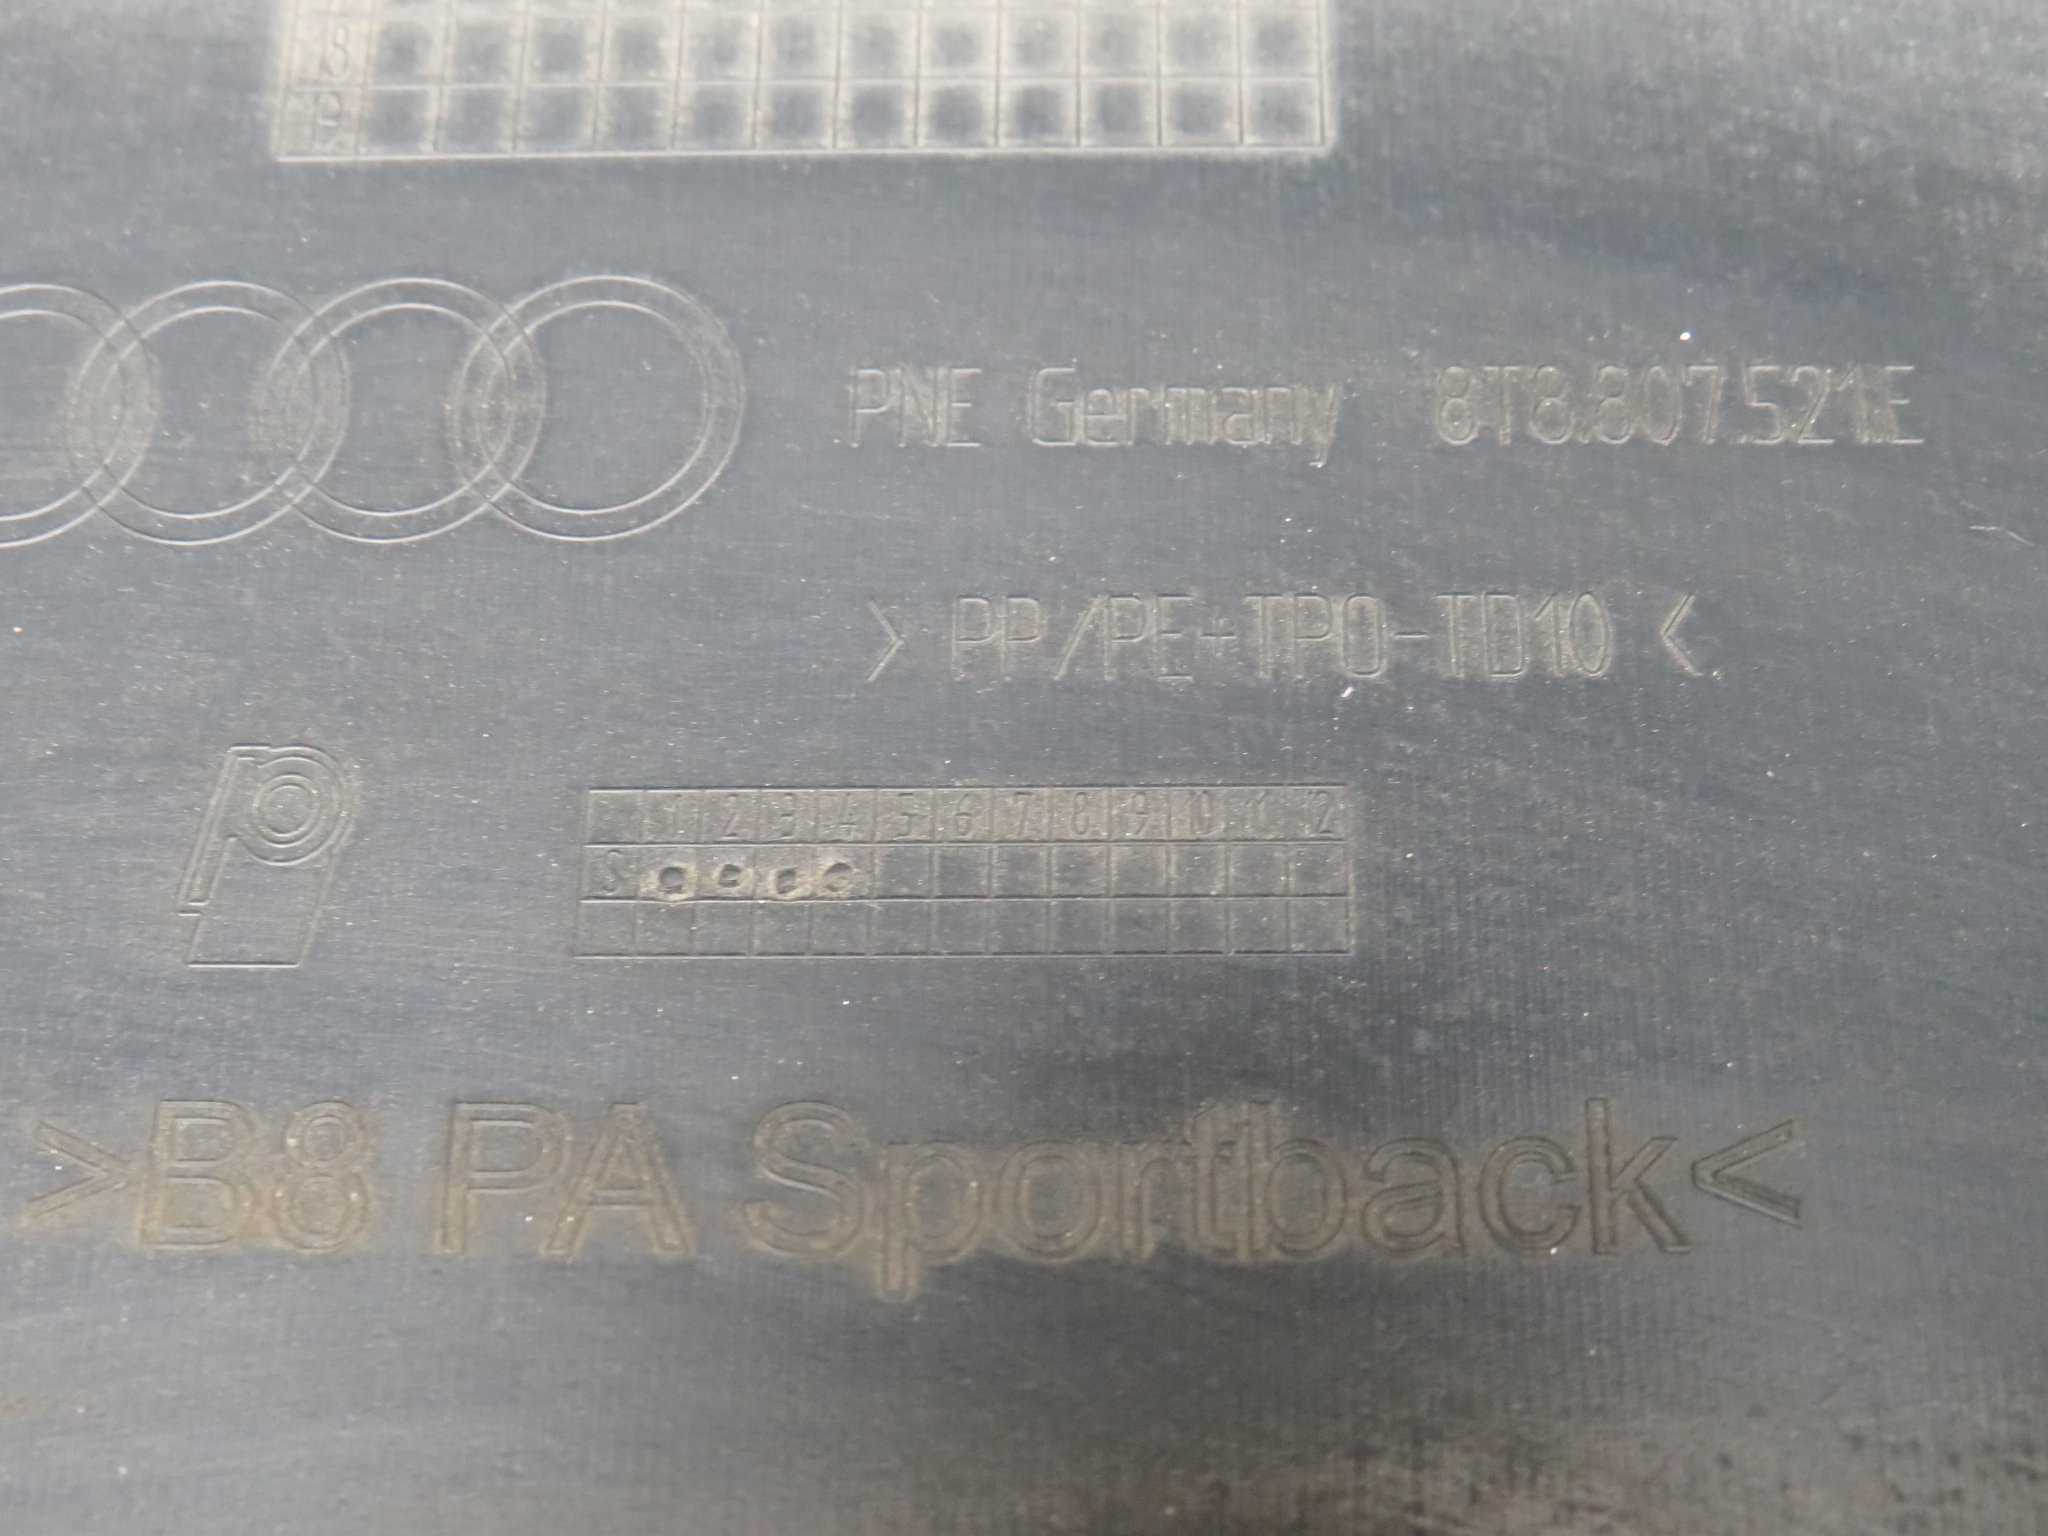 PNE Germany 8T8.807.521.E
> PP/PE+TPO-TD10 <
1 2 3 4 5 6 7 8 9 10 11 12
S
>B8 PA Sportback<